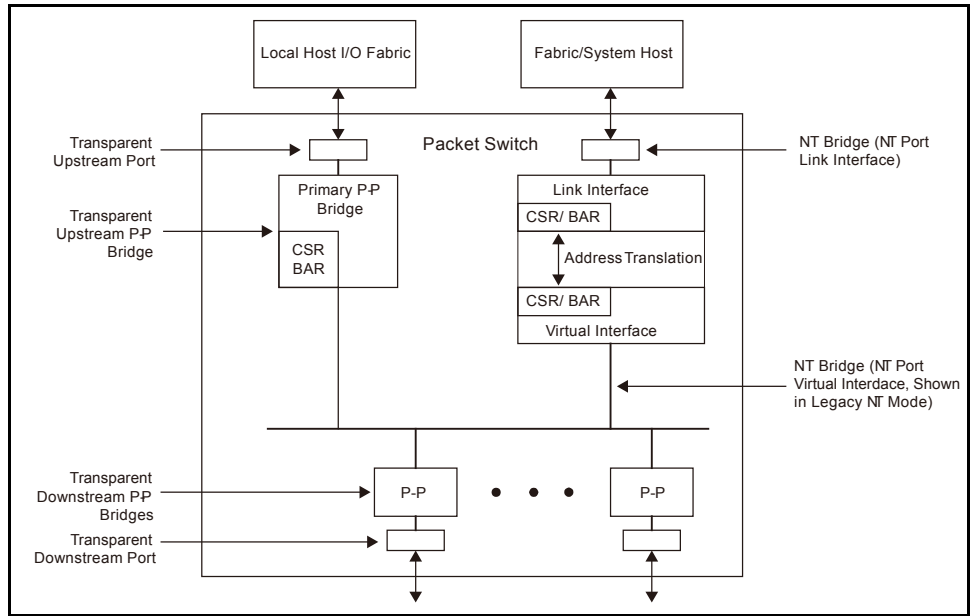 Local Host I/O Fabric
Fabric/System Host
Transparent
Upstream Port
Packet Switch
NT Bridge (NT Port
Link Interface)
Transparent
Upstream P-P
Bridge
Primary P-P
Bridge
CSR
BAR
Link Interface
CSR/ BAR
Address Translation
CSR/ BAR
Virtual Interface
NT Bridge (NT Port
Virtual Interdace, Shown
in Legacy NT Mode)
Transparent
Downstream P-P
Bridges
P-P
P-P
Transparent
Downstream Port